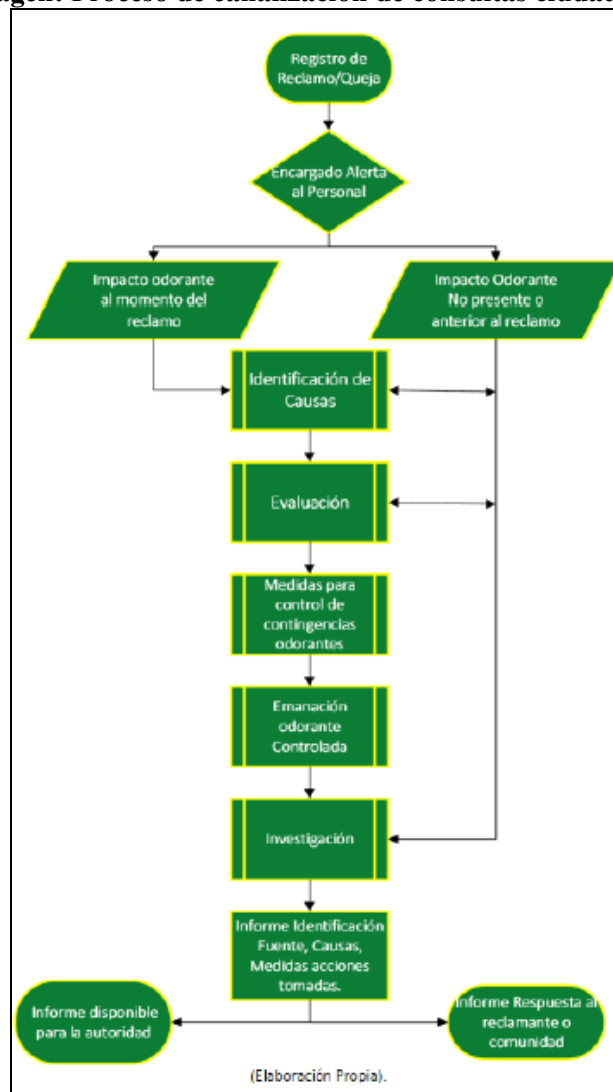 Proceso de canalización de consultas
Registro de
Reclamo/Queja
Encargado Alerta
al Personal
Impacto odorante
al momento del
reclamo
Impacto Odorante
No presente o
anterior al reclamo
Identificación de
Causas
Evaluación
Medidas para
control de
contingencias
odorantes
Emanación
odorante
Controlada
Investigación
Informe Identificación
Fuente, Causas,
Medidas acciones
tomadas.
Informe disponible
para la autoridad
Informe Respuesta al
reclamante o
comunidad
(Elaboración Propia).